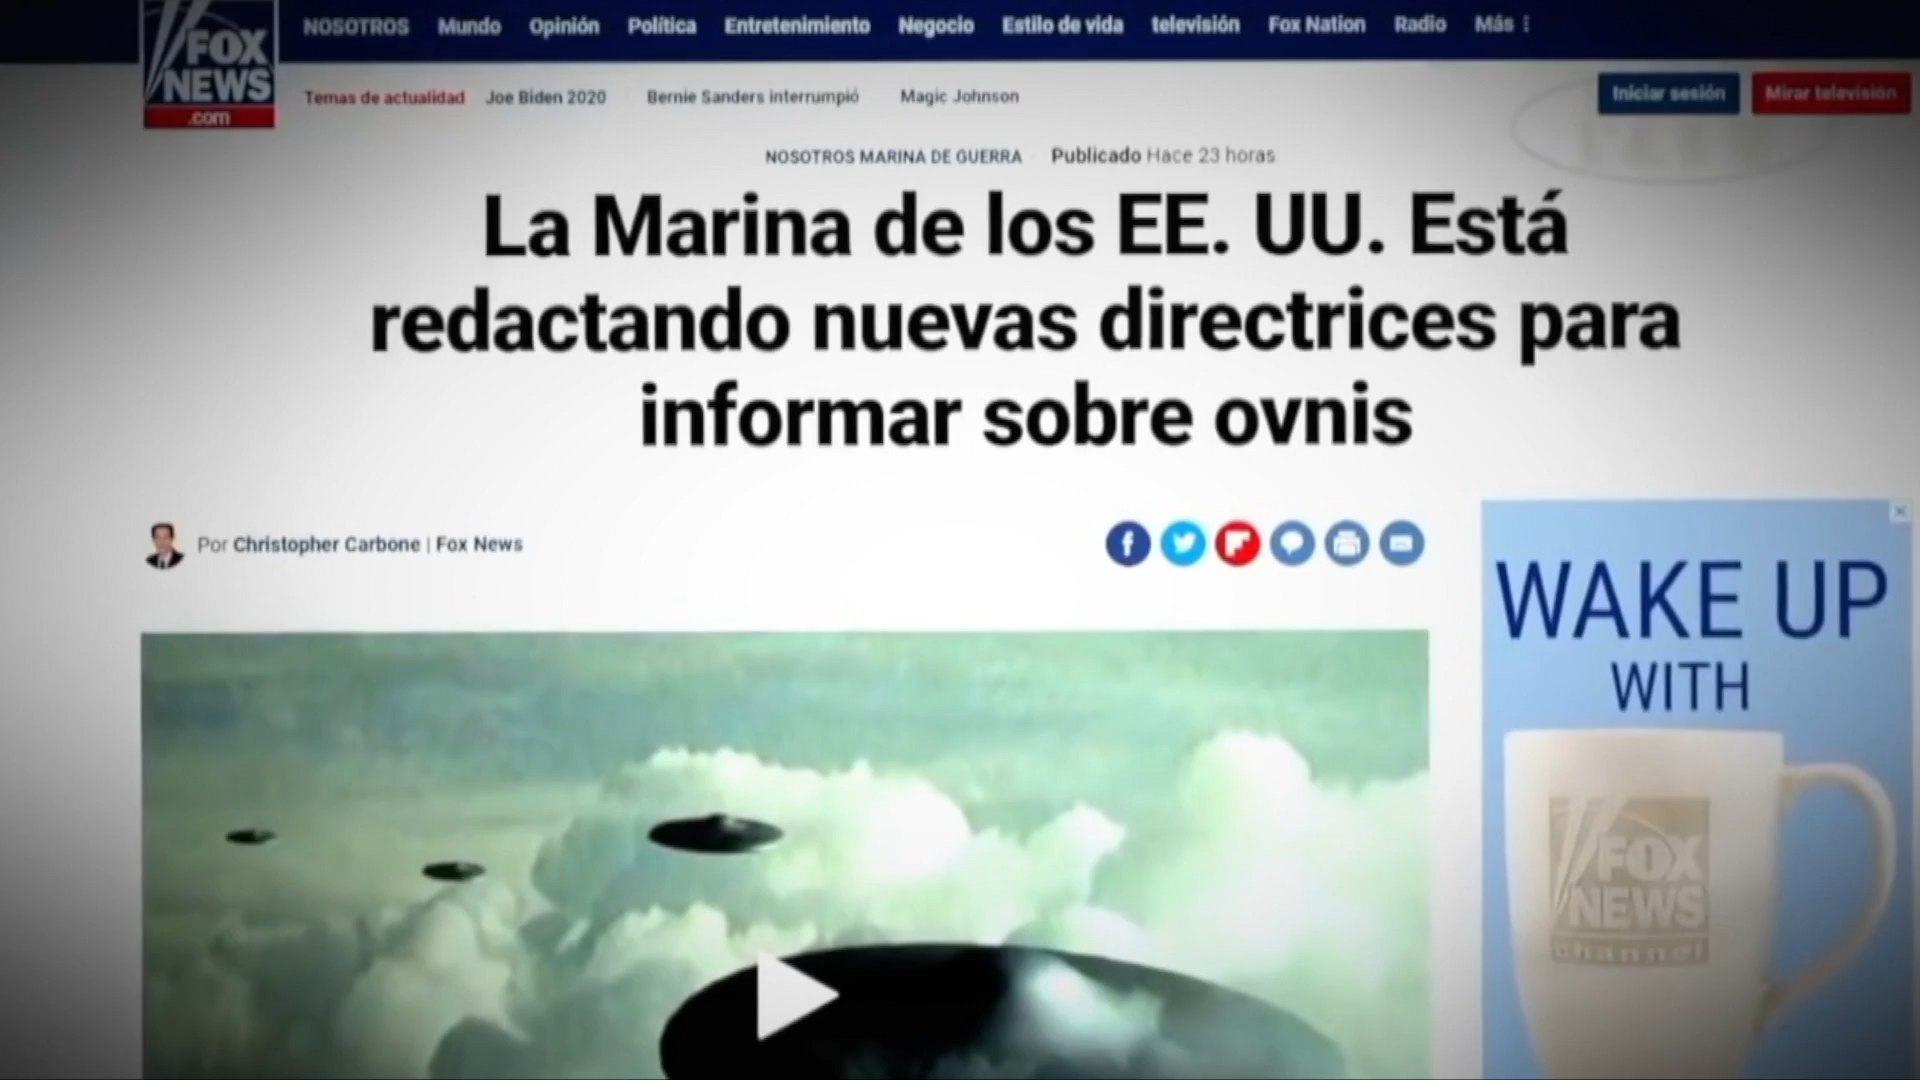 FOX
NEWS
.com
NOSOTROS Mundo Opinión Política Entretenimiento Negocio Estilo de vida televisión Fox Nation Radio Más
Temas de actualidad Joe Biden 2020 Bernie Sanders interrumpió Magic Johnson
Iniciar sesión Mirar televisión
NOSOTROS MARINA DE GUERRA Publicado Hace 23 horas
La Marina de los EE. UU. Está
redactando nuevas directrices para
informar sobre ovnis
Por Christopher Carbone | Fox News
WAKE UP
WITH
FOX
NEWS
channel